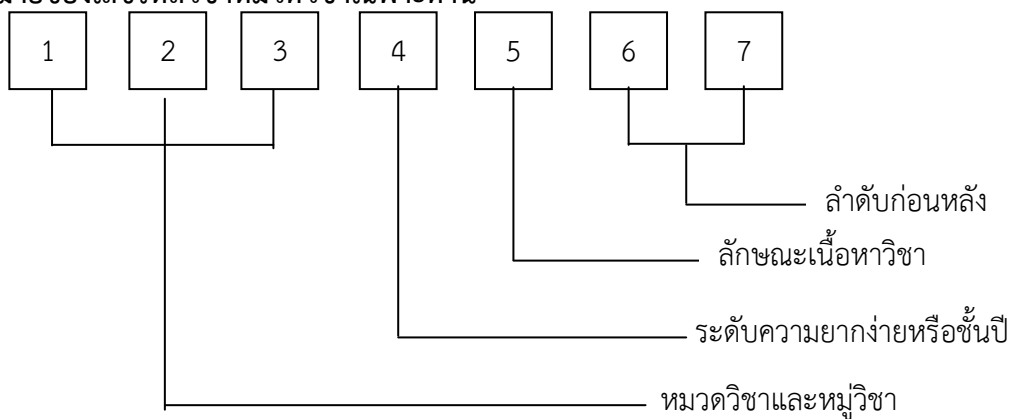 1 2 3 4 5 6 7
ลำดับก่อนหลัง
ลักษณะเนื้อหาวิชา
ระดับความยากง่ายหรือชั้นปี
หมวดวิชาและหมู่วิชา